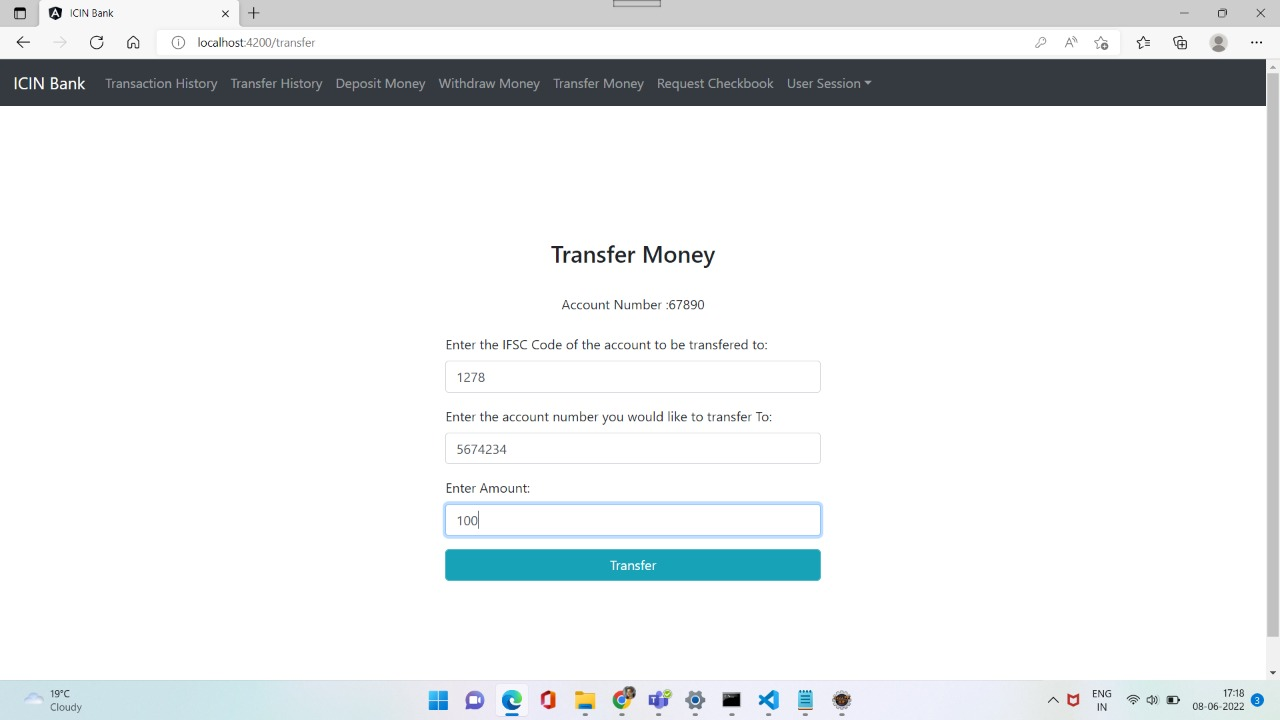 ICIN Bank
localhost:4200/transfer
ICIN Bank Transaction History Transfer History Deposit Money Withdraw Money Transfer Money Request Checkbook User Session
Transfer Money
Account Number :67890
Enter the IFSC Code of the account to be transfered to:
1278
Enter the account number you would like to transfer To:
5674234
Enter Amount:
100
Transfer
19°C
Cloudy
ENG
IN
17:18
08-06-2022
3